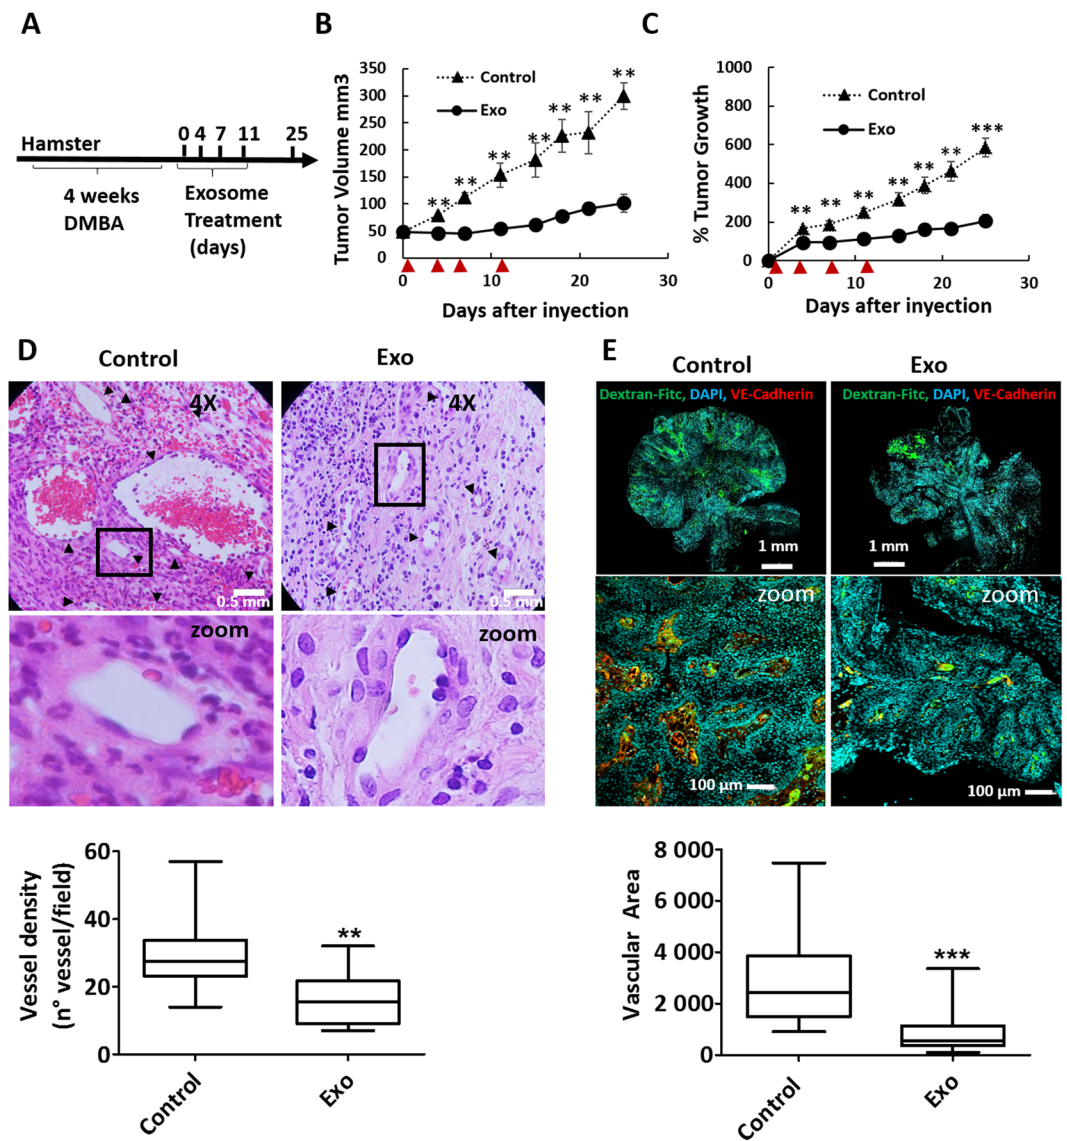 A
Hamster
0 4 7 11 25
4 weeks
DMBA
Exosome
Treatment
(days)
B
Tumor Volume mm3
350
300
250
200
150
100
50
0
Control
Exo
** ** ** ** ** ** **
0 10 20 30
Days after inyection
C
% Tumor Growth
1000
800
600
400
200
0
Control
Exo
** ** ** ** ** ** ***
0 10 20 30
Days after inyection
D
Control
Exo
4X
4X
0.5 mm
0.5 mm
zoom
zoom
Vessel density
(n° vessel/field)
60
40
20
0
**
Control
Exo
E
Control
Exo
Dextran-Fitc, DAPI, VE-Cadherin
Dextran-Fitc, DAPI, VE-Cadherin
1 mm
1 mm
zoom
zoom
100 µm
100 µm
Vascular Area
8 000
6 000
4 000
2 000
0
***
Control
Exo